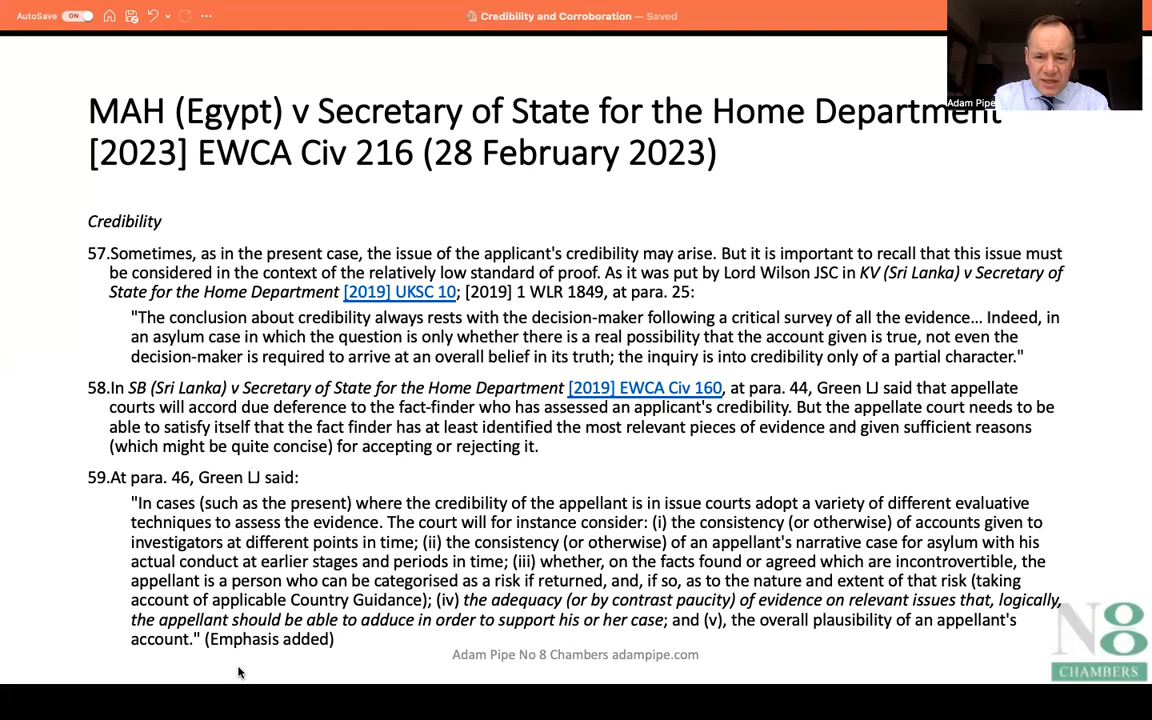 AutoSave ON
Credibility and Corroboration — Saved
Adam Pipe
MAH (Egypt) v Secretary of State for the Home Department
[2023] EWCA Civ 216 (28 February 2023)
Credibility
57.Sometimes, as in the present case, the issue of the applicant's credibility may arise. But it is important to recall that this issue must
be considered in the context of the relatively low standard of proof. As it was put by Lord Wilson JSC in KV (Sri Lanka) v Secretary of
State for the Home Department [2019] UKSC 10; [2019] 1 WLR 1849, at para. 25:
"The conclusion about credibility always rests with the decision-maker following a critical survey of all the evidence... Indeed, in
an asylum case in which the question is only whether there is a real possibility that the account given is true, not even the
decision-maker is required to arrive at an overall belief in its truth; the inquiry is into credibility only of a partial character."
58.In SB (Sri Lanka) v Secretary of State for the Home Department [2019] EWCA Civ 160, at para. 44, Green LJ said that appellate
courts will accord due deference to the fact-finder who has assessed an applicant's credibility. But the appellate court needs to be
able to satisfy itself that the fact finder has at least identified the most relevant pieces of evidence and given sufficient reasons
(which might be quite concise) for accepting or rejecting it.
59.At para. 46, Green LJ said:
"In cases (such as the present) where the credibility of the appellant is in issue courts adopt a variety of different evaluative
techniques to assess the evidence. The court will for instance consider: (i) the consistency (or otherwise) of accounts given to
investigators at different points in time; (ii) the consistency (or otherwise) of an appellant's narrative case for asylum with his
actual conduct at earlier stages and periods in time; (iii) whether, on the facts found or agreed which are incontrovertible, the
appellant is a person who can be categorised as a risk if returned, and, if so, as to the nature and extent of that risk (taking
account of applicable Country Guidance); (iv) the adequacy (or by contrast paucity) of evidence on relevant issues that, logically,
the appellant should be able to adduce in order to support his or her case; and (v), the overall plausibility of an appellant's
account." (Emphasis added)
Adam Pipe No 8 Chambers adampipe.com
N8
CHAMBERS